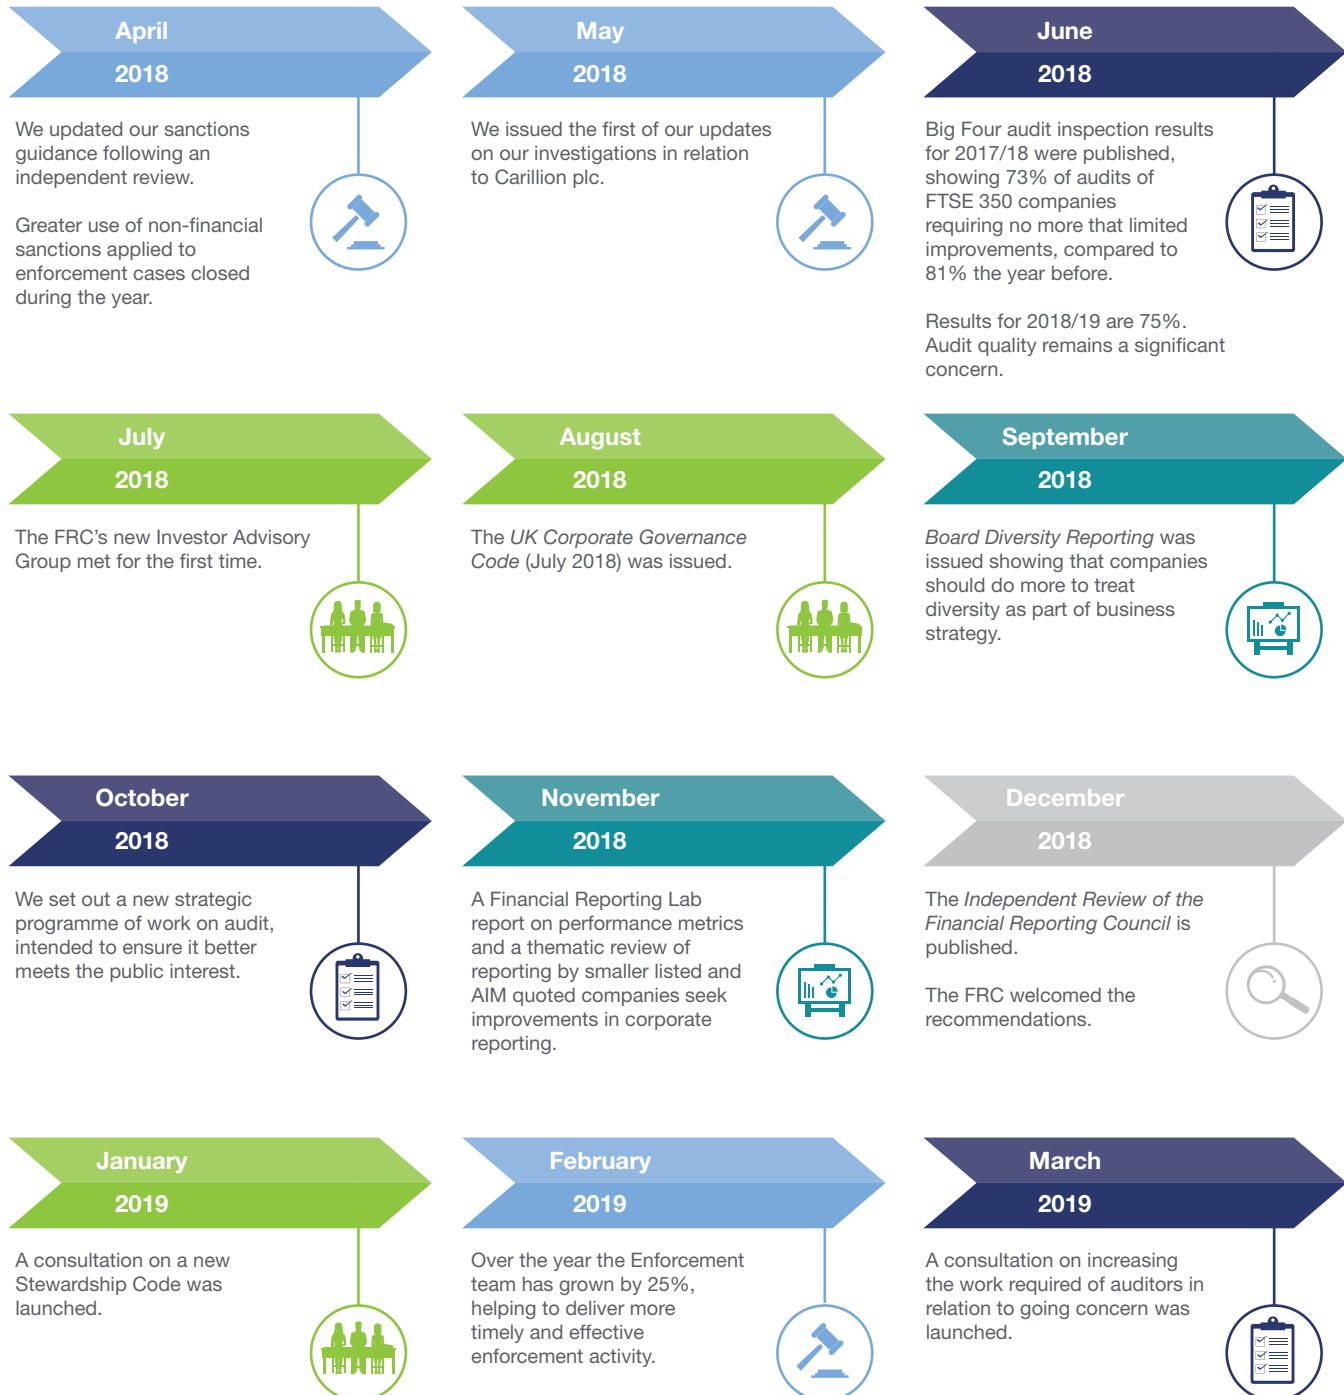 April
2018
We updated our sanctions
guidance following an
independent review.
Greater use of non-financial
sanctions applied to
enforcement cases closed
during the year.
May
2018
We issued the first of our updates
on our investigations in relation
to Carillion plc.
June
2018
Big Four audit inspection results
for 2017/18 were published,
showing 73% of audits of
FTSE 350 companies
requiring no more that limited
improvements, compared to
81% the year before.
Results for 2018/19 are 75%.
Audit quality remains a significant
concern.
July
2018
The FRC's new Investor Advisory
Group met for the first time.
August
2018
The UK Corporate Governance
Code (July 2018) was issued.
September
2018
Board Diversity Reporting was
issued showing that companies
should do more to treat
diversity as part of business
strategy.
October
2018
We set out a new strategic
programme of work on audit,
intended to ensure it better
meets the public interest.
November
2018
A Financial Reporting Lab
report on performance metrics
and a thematic review of
reporting by smaller listed and
AIM quoted companies seek
improvements in corporate
reporting.
December
2018
The Independent Review of the
Financial Reporting Council is
published.
The FRC welcomed the
recommendations.
January
2019
A consultation on a new
Stewardship Code was
launched.
February
2019
Over the year the Enforcement
team has grown by 25%,
helping to deliver more
timely and effective
enforcement activity.
March
2019
A consultation on increasing
the work required of auditors in
relation to going concern was
launched.